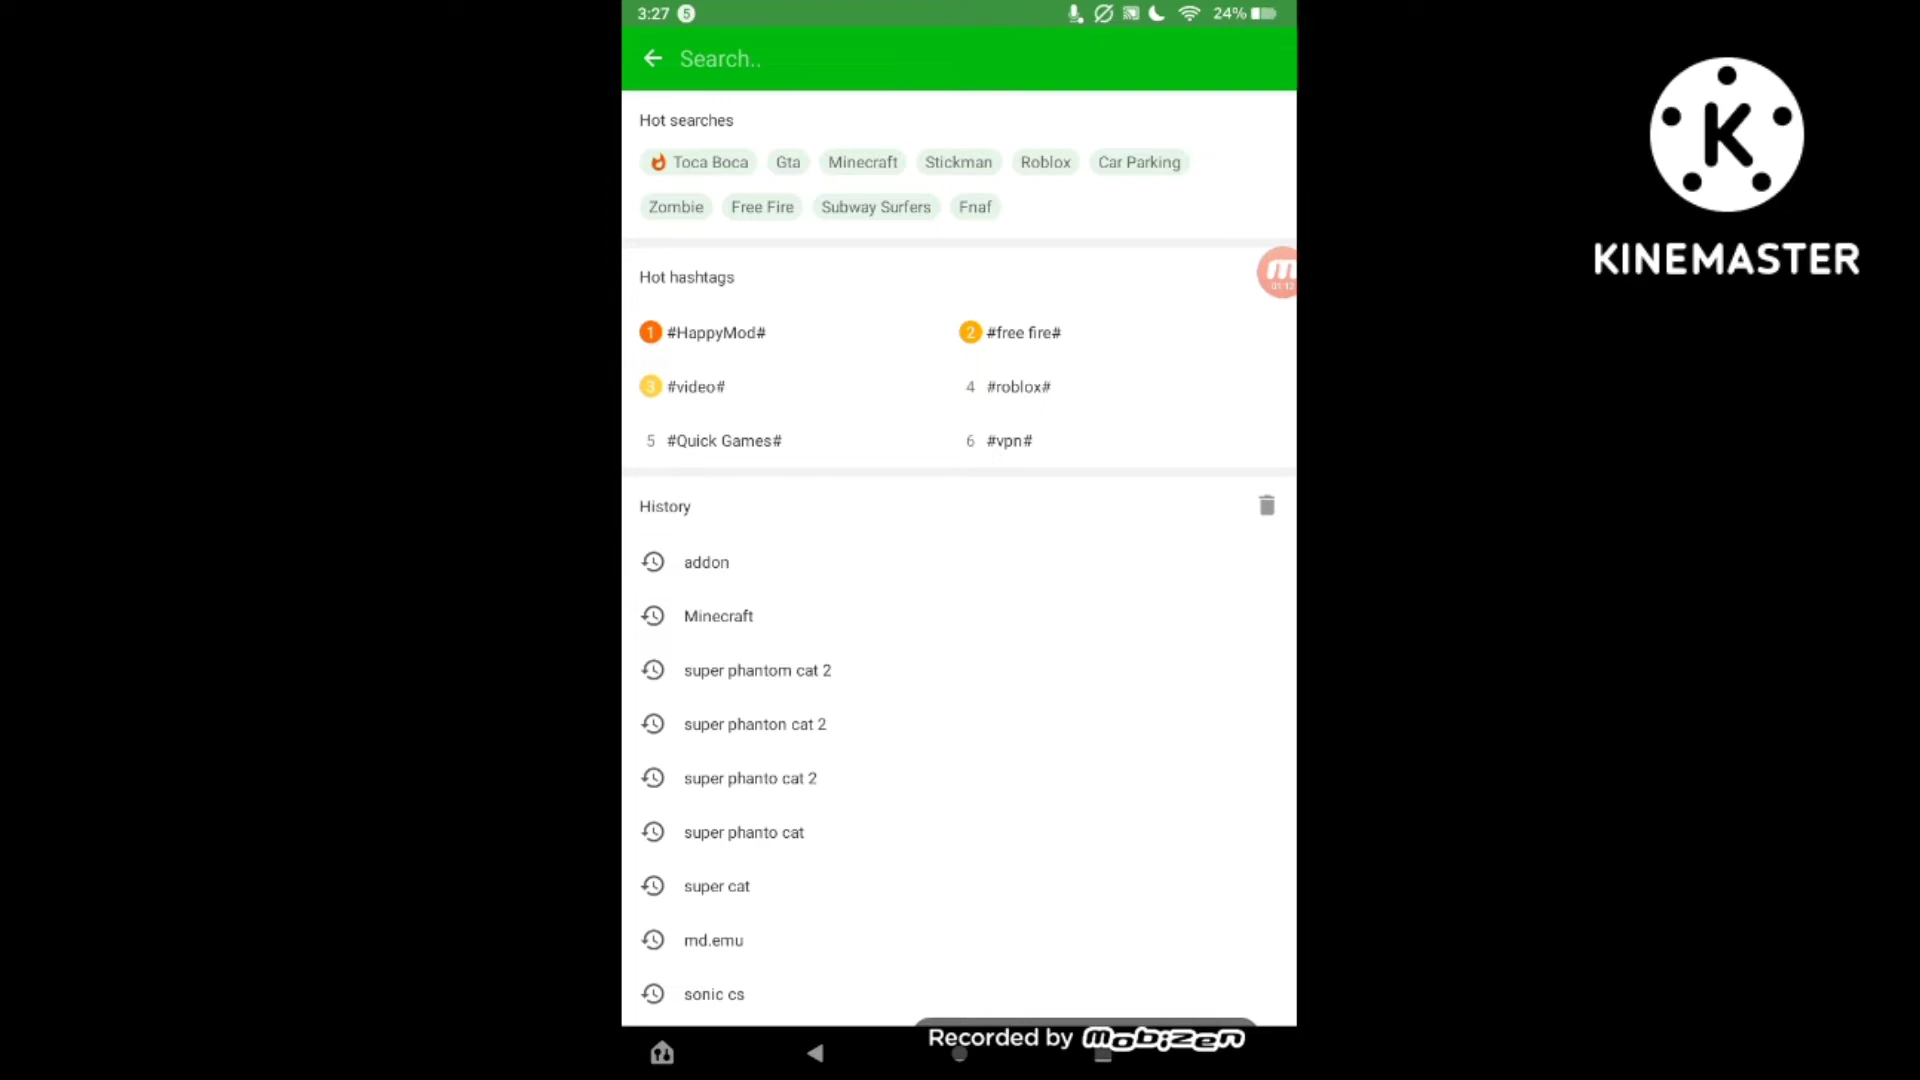 3:27 5 24%
Search..
Hot searches
Toca Boca Gta Minecraft Stickman Roblox Car Parking
Zombie Free Fire Subway Surfers Fnaf
Hot hashtags
1 #HappyMod# 2 #free fire#
3 #video# 4 #roblox#
5 #Quick Games# 6 #vpn#
History
addon
Minecraft
super phantom cat 2
super phanton cat 2
super phanto cat 2
super phanto cat
super cat
md.emu
sonic cs
Recorded by mobizen
K
KINEMASTER
m
01:12